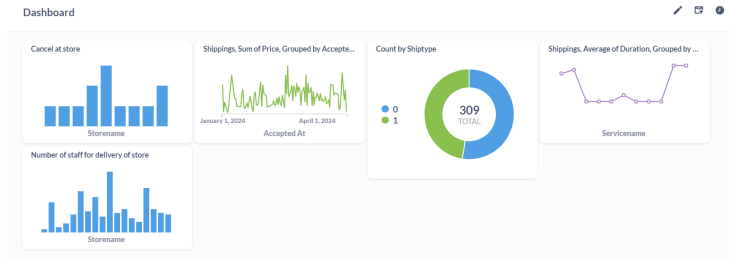 Dashboard
Cancel at store
Storename
Shippings, Sum of Price, Grouped by Accepte...
January 1, 2024
April 1, 2024
Accepted At
Count by Shiptype
0
1
309
TOTAL
Shippings, Average of Duration, Grouped by ...
Servicename
Number of staff for delivery of store
Storename